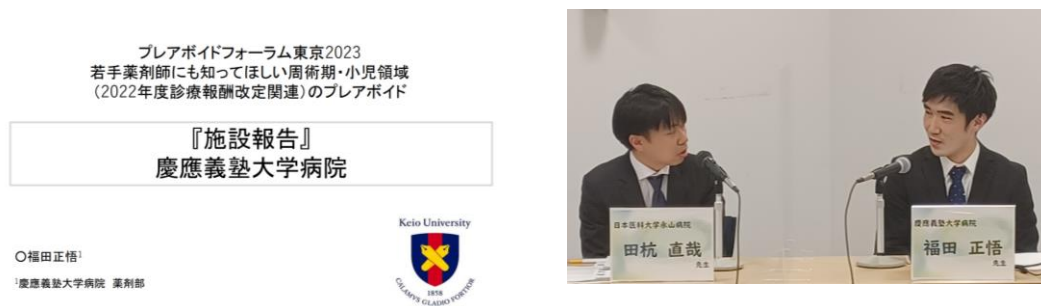 プレアボイドフォーラム東京2023
若手薬剤師にも知ってほしい周術期・小児領域
（2022年度診療報酬改定関連）のプレアボイド
『施設報告』
慶應義塾大学病院
〇福田正悟¹
¹慶應義塾大学病院 薬剤部
Keio University
1858
CALAMVS GLADIO FORTIOR
日本医科大学永山病院
田杭 直哉
先生
慶應義塾大学病院
福田 正悟
先生